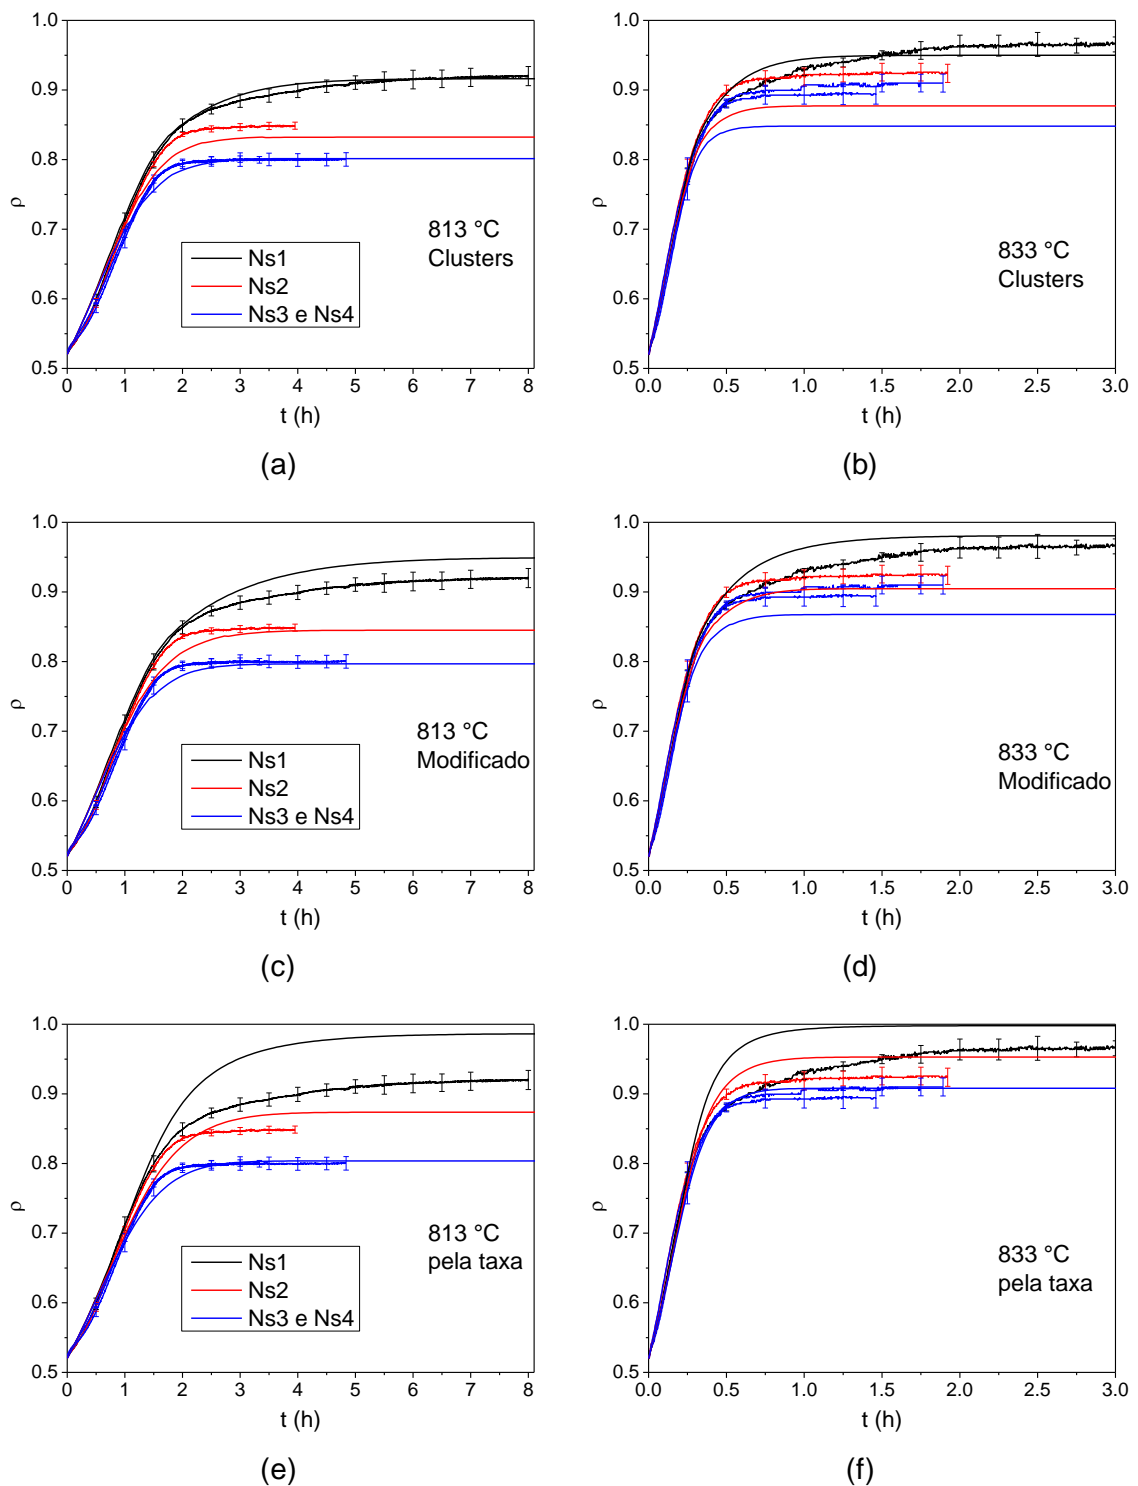 1.0
0.9
0.8
0.7
0.6
0.5
ρ
0 1 2 3 4 5 6 7 8
t (h)
813 °C
Clusters
Ns1
Ns2
Ns3 e Ns4
(a)
1.0
0.9
0.8
0.7
0.6
0.5
ρ
0.0 0.5 1.0 1.5 2.0 2.5 3.0
t (h)
833 °C
Clusters
(b)
1.0
0.9
0.8
0.7
0.6
0.5
ρ
0 1 2 3 4 5 6 7 8
t (h)
813 °C
Modificado
Ns1
Ns2
Ns3 e Ns4
(c)
1.0
0.9
0.8
0.7
0.6
0.5
ρ
0.0 0.5 1.0 1.5 2.0 2.5 3.0
t (h)
833 °C
Modificado
(d)
1.0
0.9
0.8
0.7
0.6
0.5
ρ
0 1 2 3 4 5 6 7 8
t (h)
813 °C
pela taxa
Ns1
Ns2
Ns3 e Ns4
(e)
1.0
0.9
0.8
0.7
0.6
0.5
ρ
0.0 0.5 1.0 1.5 2.0 2.5 3.0
t (h)
833 °C
pela taxa
(f)